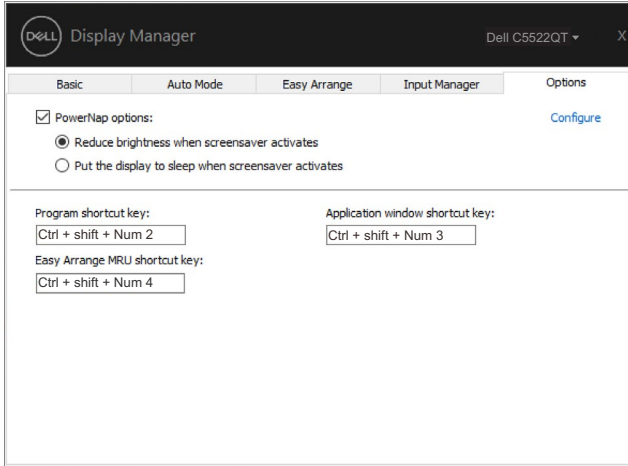 DELL Display Manager
Dell C5522QT
X
Basic Auto Mode Easy Arrange Input Manager Options
PowerNap options: Configure
Reduce brightness when screensaver activates
Put the display to sleep when screensaver activates
Program shortcut key: Application window shortcut key:
Ctrl + shift + Num 2 Ctrl + shift + Num 3
Easy Arrange MRU shortcut key:
Ctrl + shift + Num 4